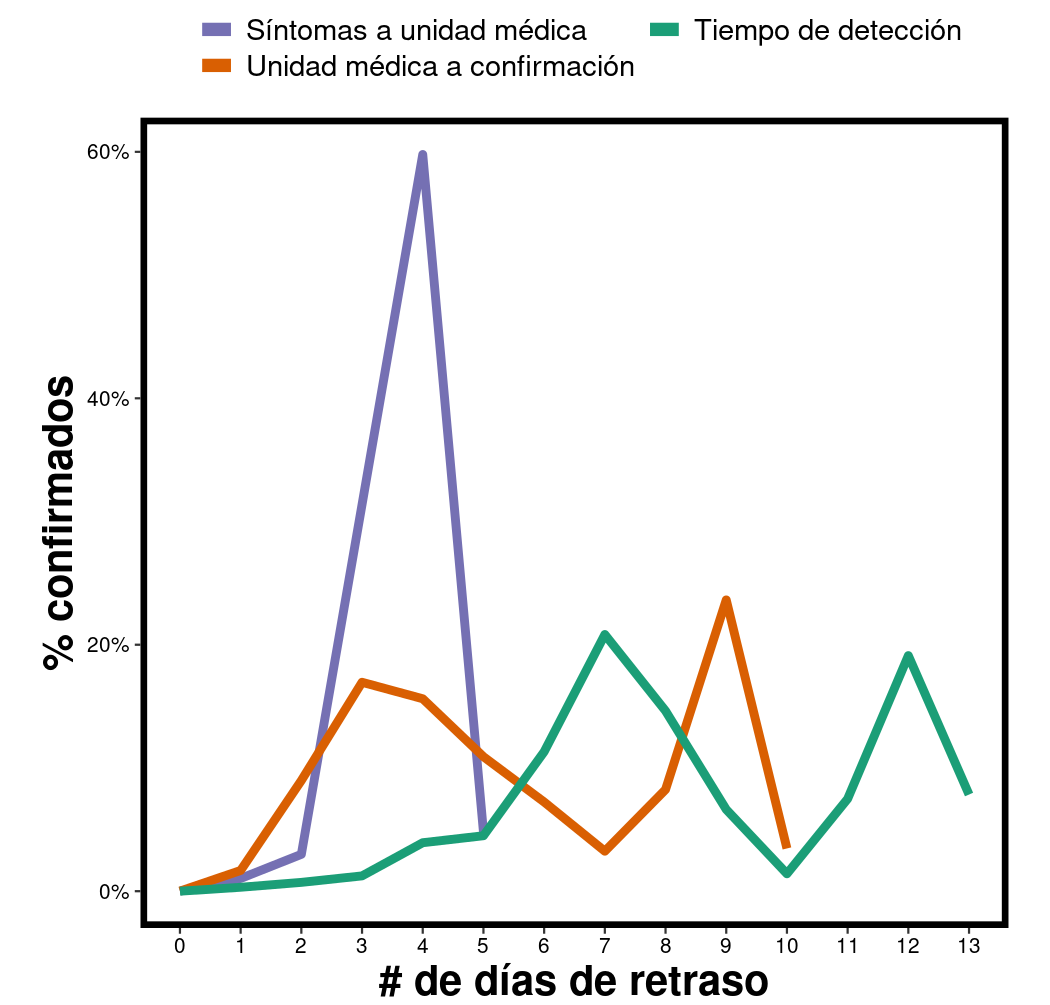 Síntomas a unidad médica
Tiempo de detección
Unidad médica a confirmación
60%
40%
20%
0%
% confirmados
0 1 2 3 4 5 6 7 8 9 10 11 12 13
# de días de retraso